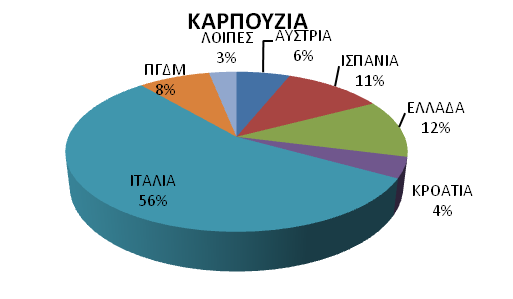 ΚΑΡΠΟΥΖΙΑ
ΛΟΙΠΕΣ
3%
ΑΥΣΤΡΙΑ
6%
ΙΣΠΑΝΙΑ
11%
ΕΛΛΑΔΑ
12%
ΚΡΟΑΤΙΑ
4%
ΙΤΑΛΙΑ
56%
ΠΓΔΜ
8%